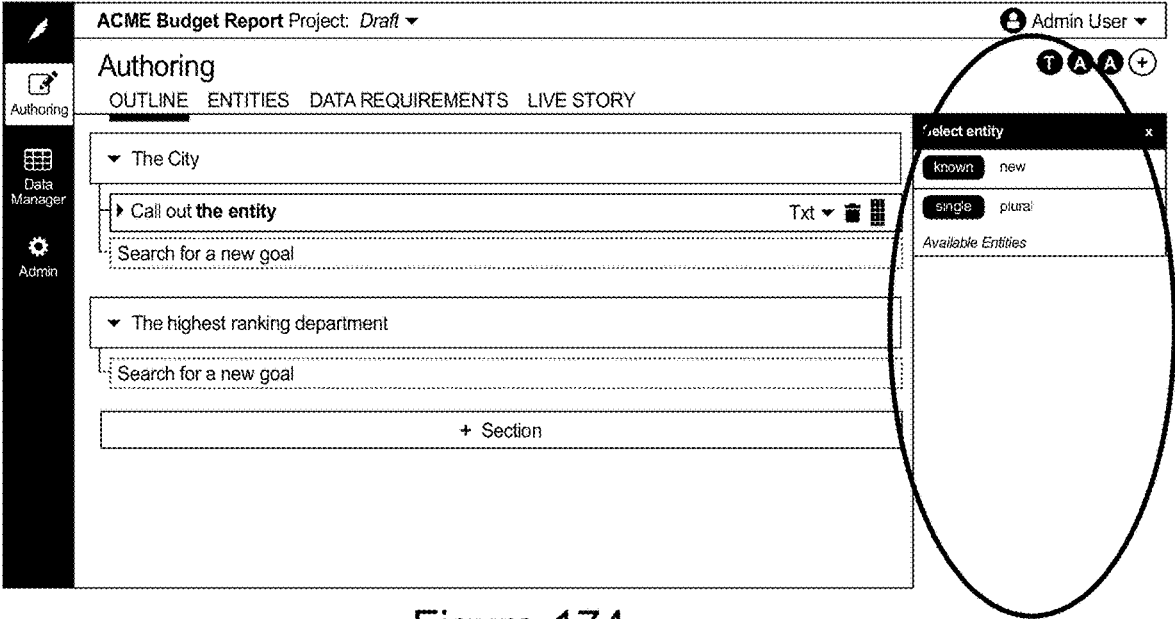 ACME Budget Report Project: Draft
Admin User
Authoring
T A A +
OUTLINE ENTITIES DATA REQUIREMENTS LIVE STORY
Authoring
Data
Manager
Admin
The City
Call out the entity Txt
Search for a new goal
The highest ranking department
Search for a new goal
+ Section
Select entity x
known new
single plural
Available Entities